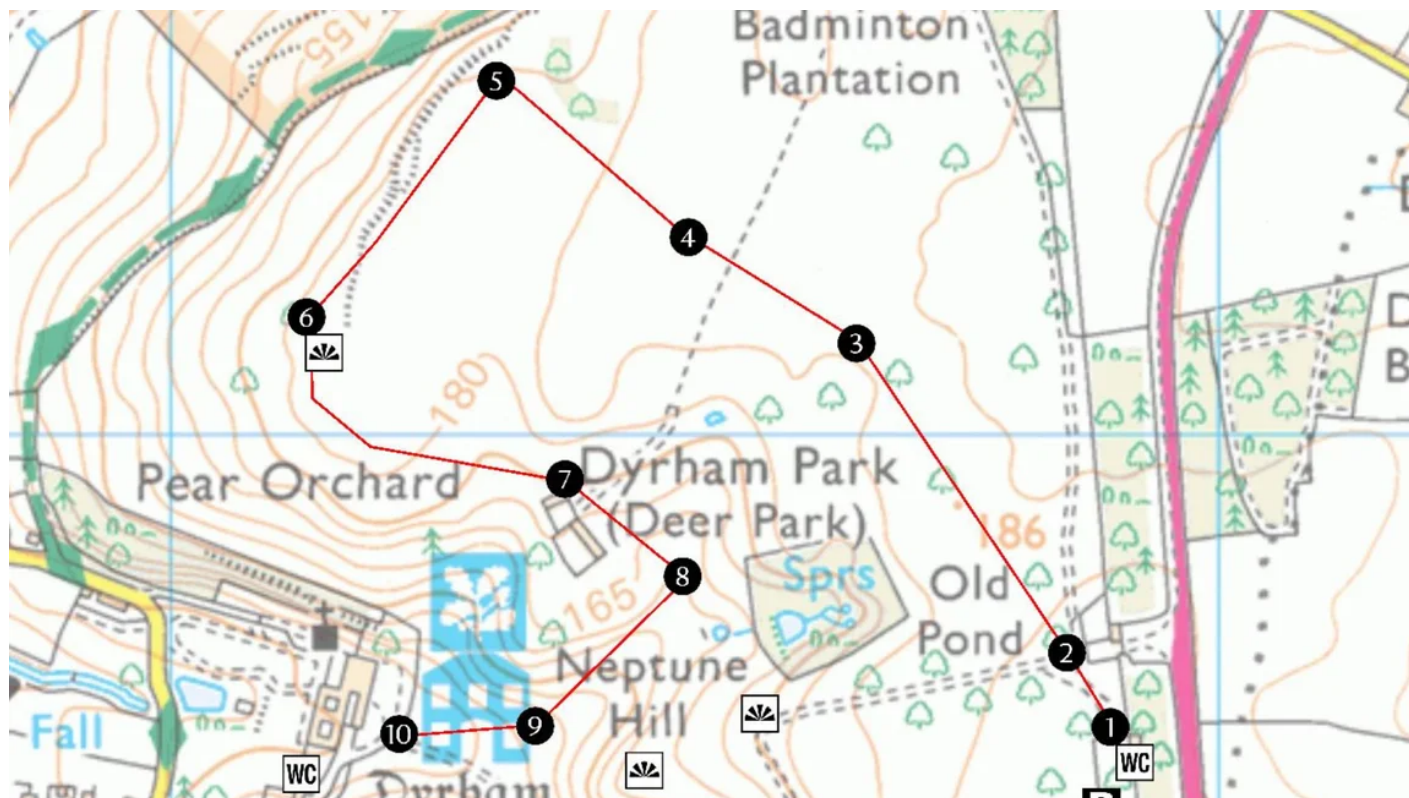 Badminton
Plantation
155
5
4
6
3
180
7
Dyrham Park
(Deer Park)
Pear Orchard
186
8
Sprs
165
Old
Pond
2
Neptune
Hill
Fall
10
9
1
WC
WC
Dyrham